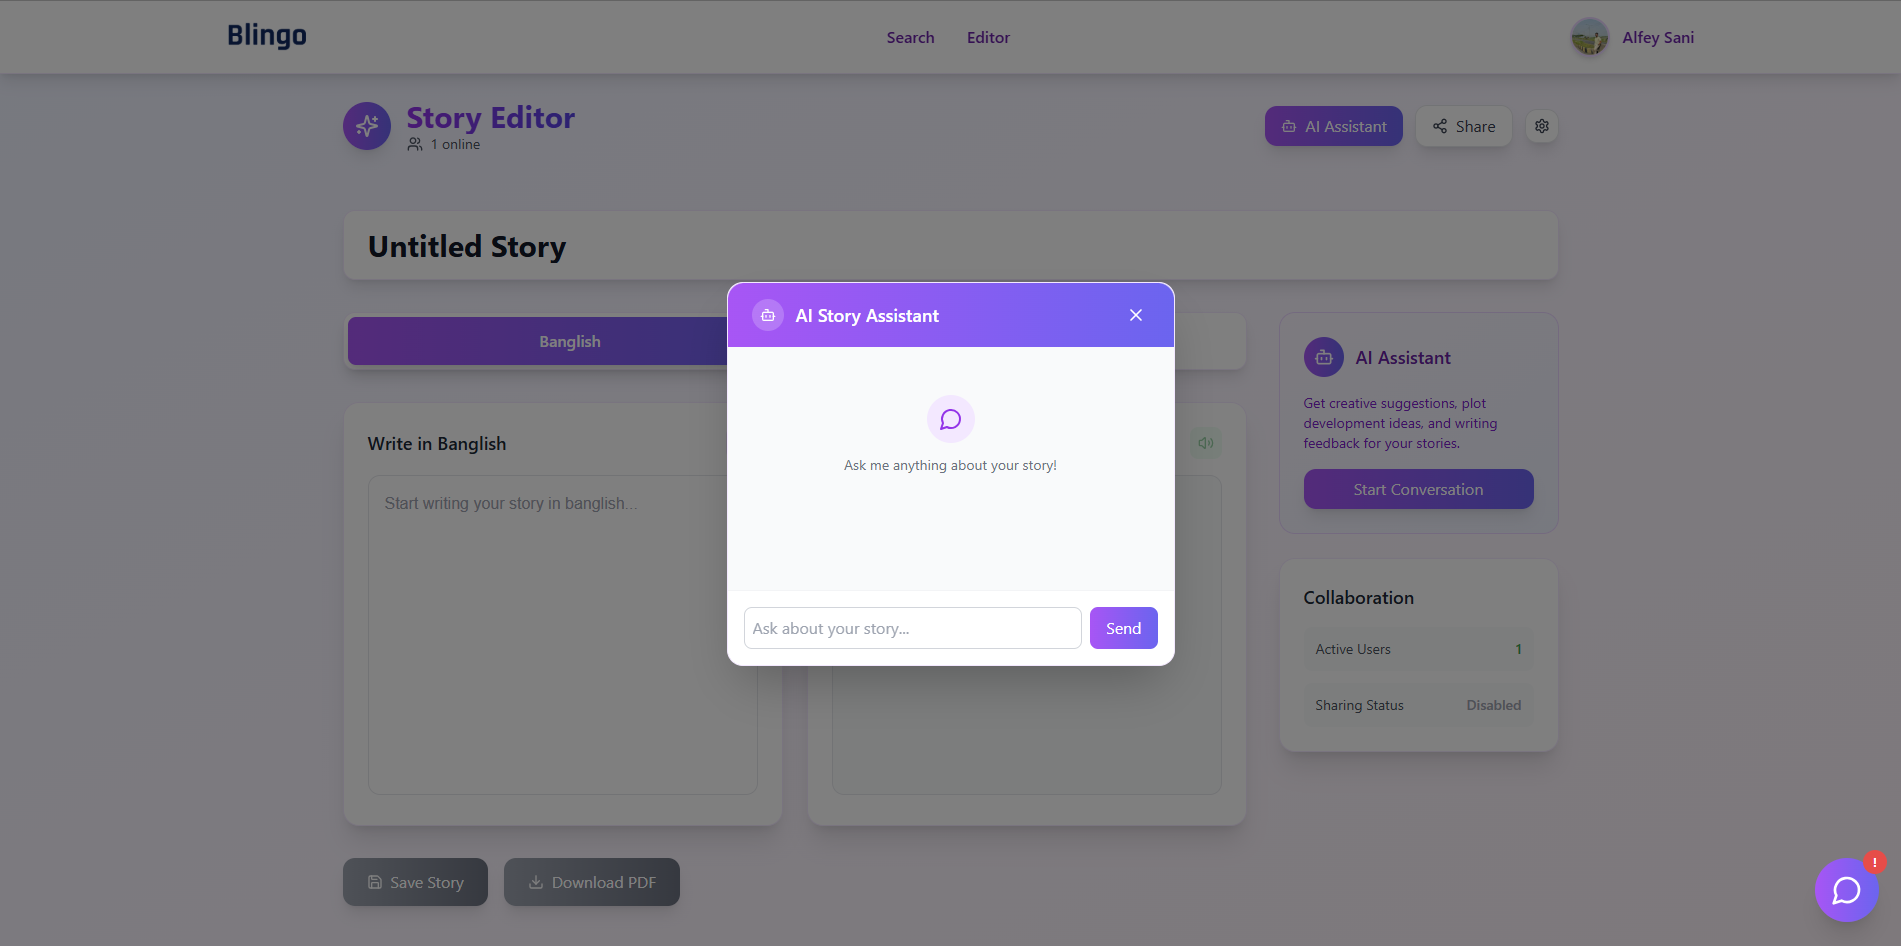 Blingo
Search
Editor
Alfey Sani
Story Editor
1 online
AI Assistant
Share
Untitled Story
Banglish
AI Story Assistant
Ask me anything about your story!
Ask about your story...
Send
Write in Banglish
Start writing your story in banglish...
AI Assistant
Get creative suggestions, plot
development ideas, and writing
feedback for your stories.
Start Conversation
Collaboration
Active Users
1
Sharing Status
Disabled
Save Story
Download PDF
!